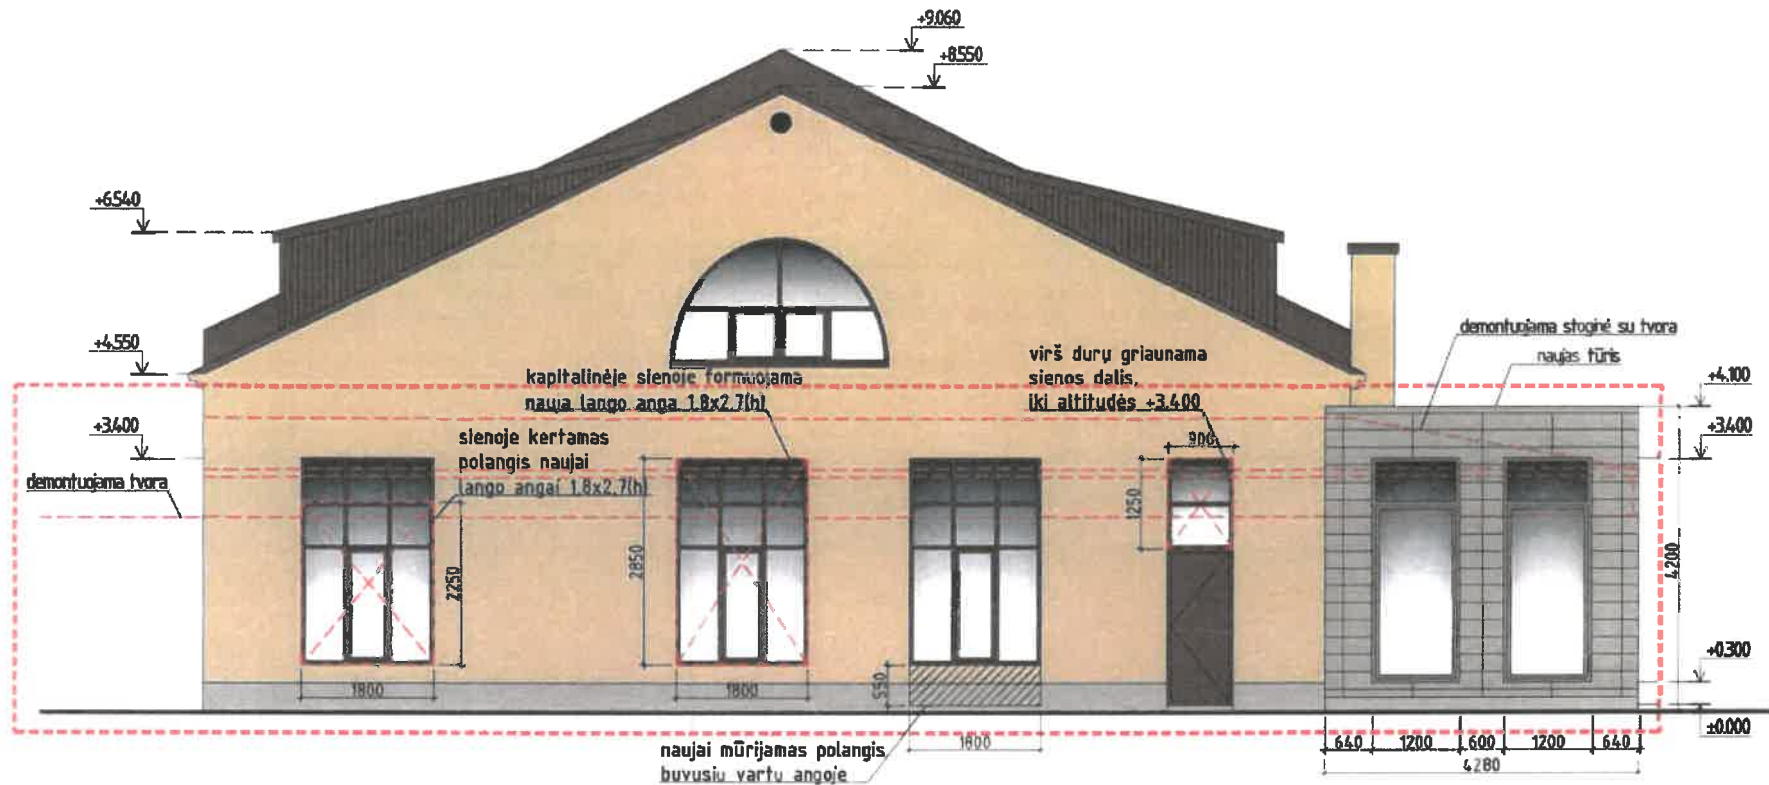 +9.060
+8.550
+6.540
+4.550
demontuojama stoginė su tvora
naujas tūris
virš durų griaunama
sienos dalis,
iki altitudės +3.400
kapitalinėje sienoje formuojama
nauja lango anga 1.8x2.7(h)
+4.100
+3.400
+3.400
sienoje kertamas
polangis naujai
lango angai 1.8x2.7(h)
900
demontuojama tvora
1250
2850
2250
4200
+0.300
550
1800
1800
±0.000
1800
640
1200
600
1200
640
4280
naujai mūrijamas polangis
buvusių vartų angoje